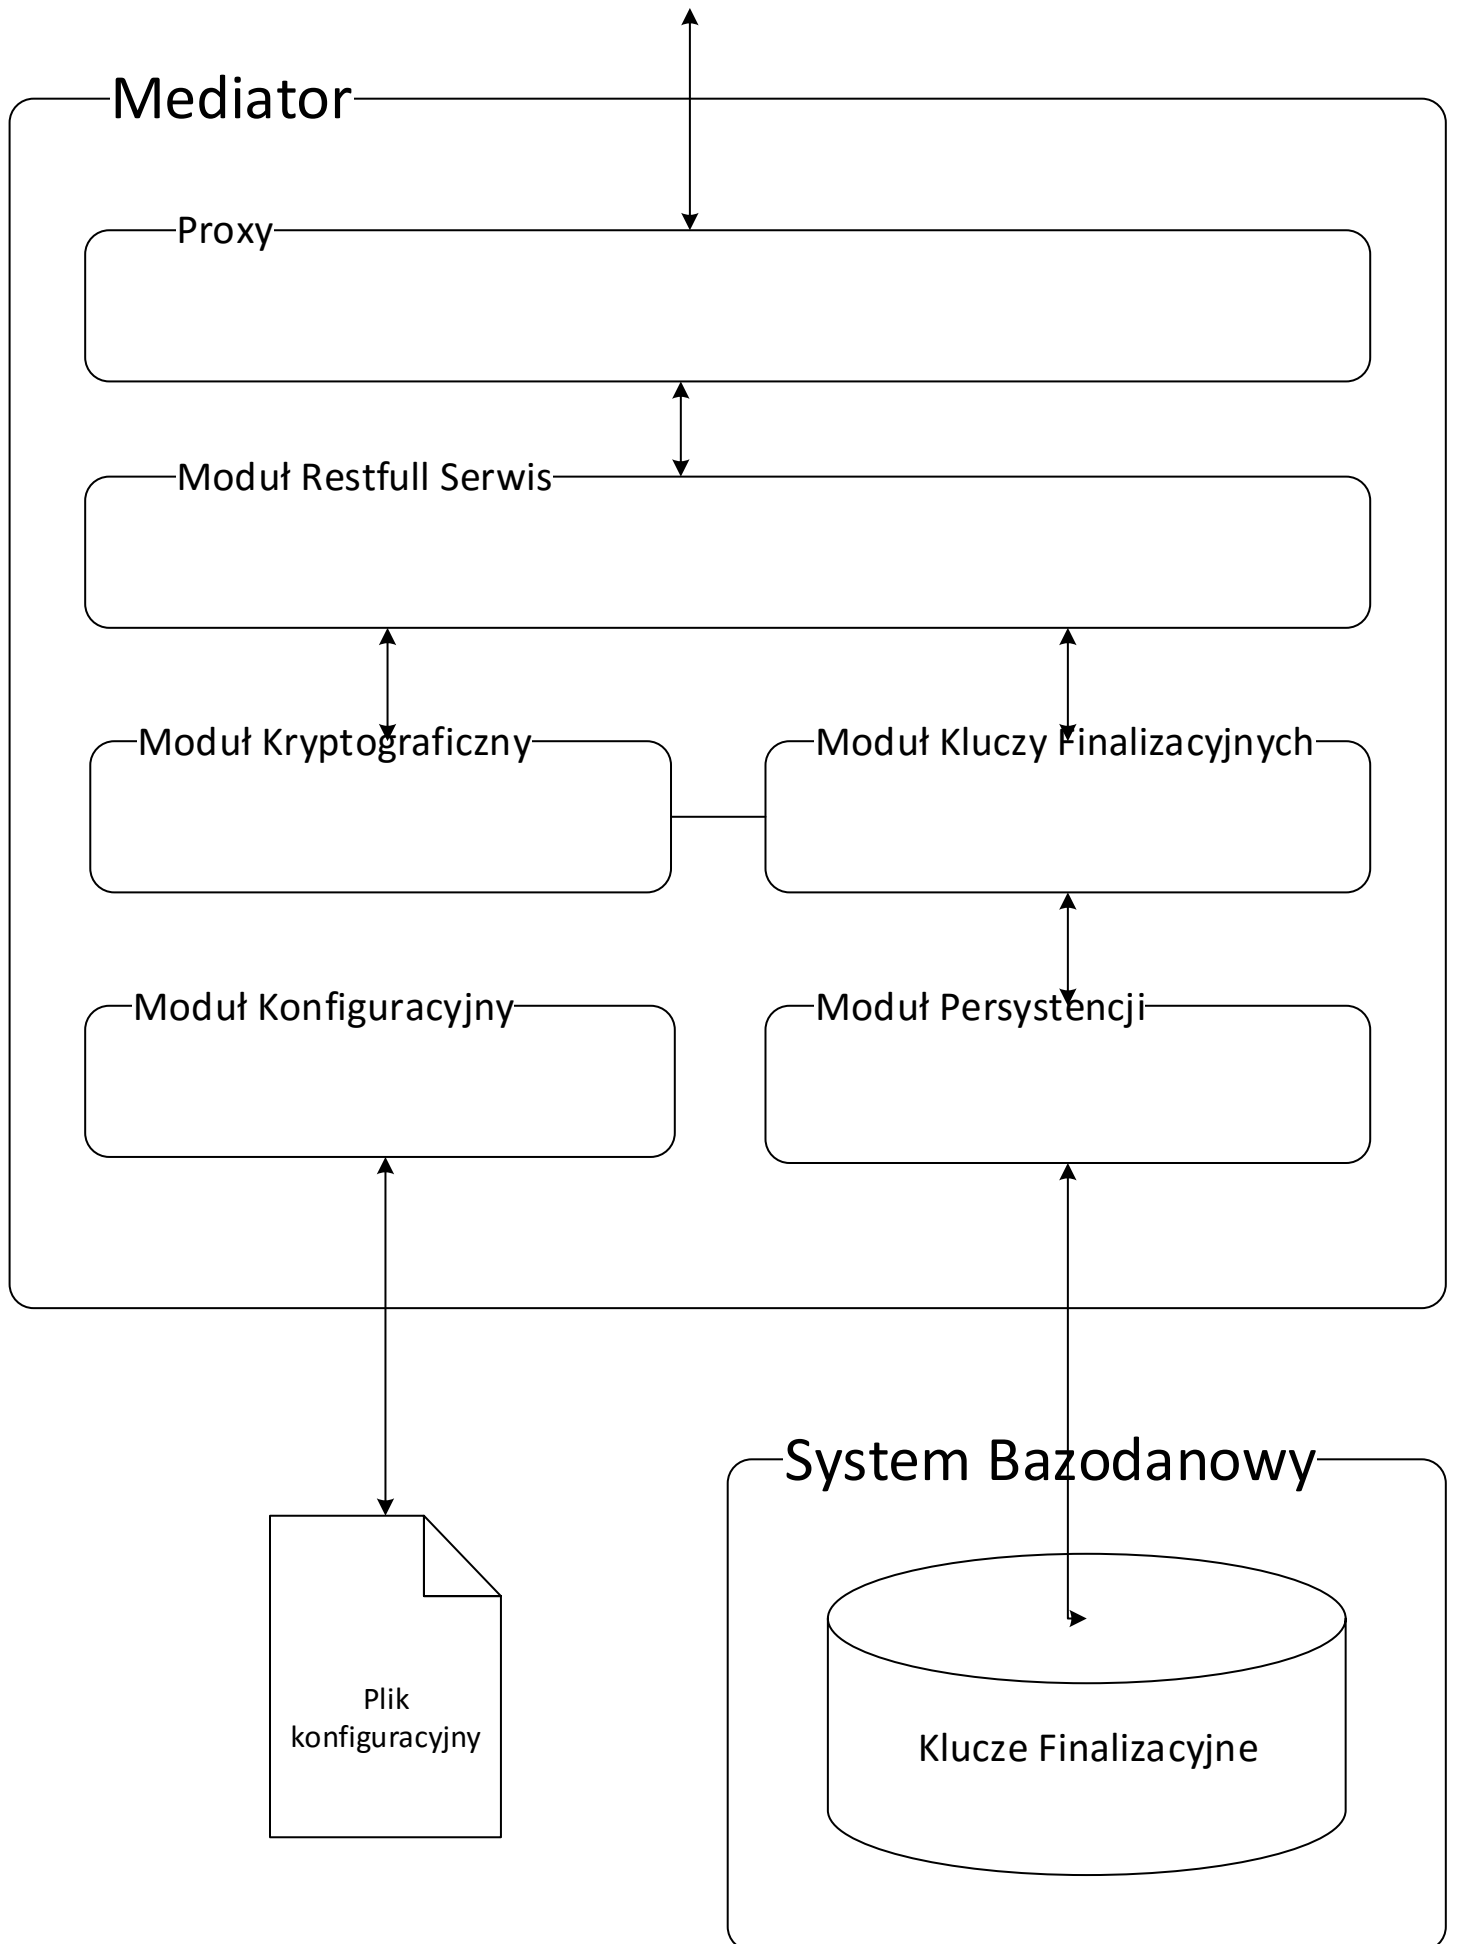 Mediator
Proxy
Moduł Restfull Serwis
Moduł Kryptograficzny
Moduł Kluczy Finalizacyjnych
Moduł Konfiguracyjny
Moduł Persystencji
System Bazodanowy
Plik
konfiguracyjny
Klucze Finalizacyjne